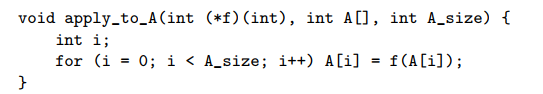 void apply_to_A(int (*f)(int), int A[], int A_size) {
    int i;
    for (i = 0; i < A_size; i++) A[i] = f(A[i]);
}